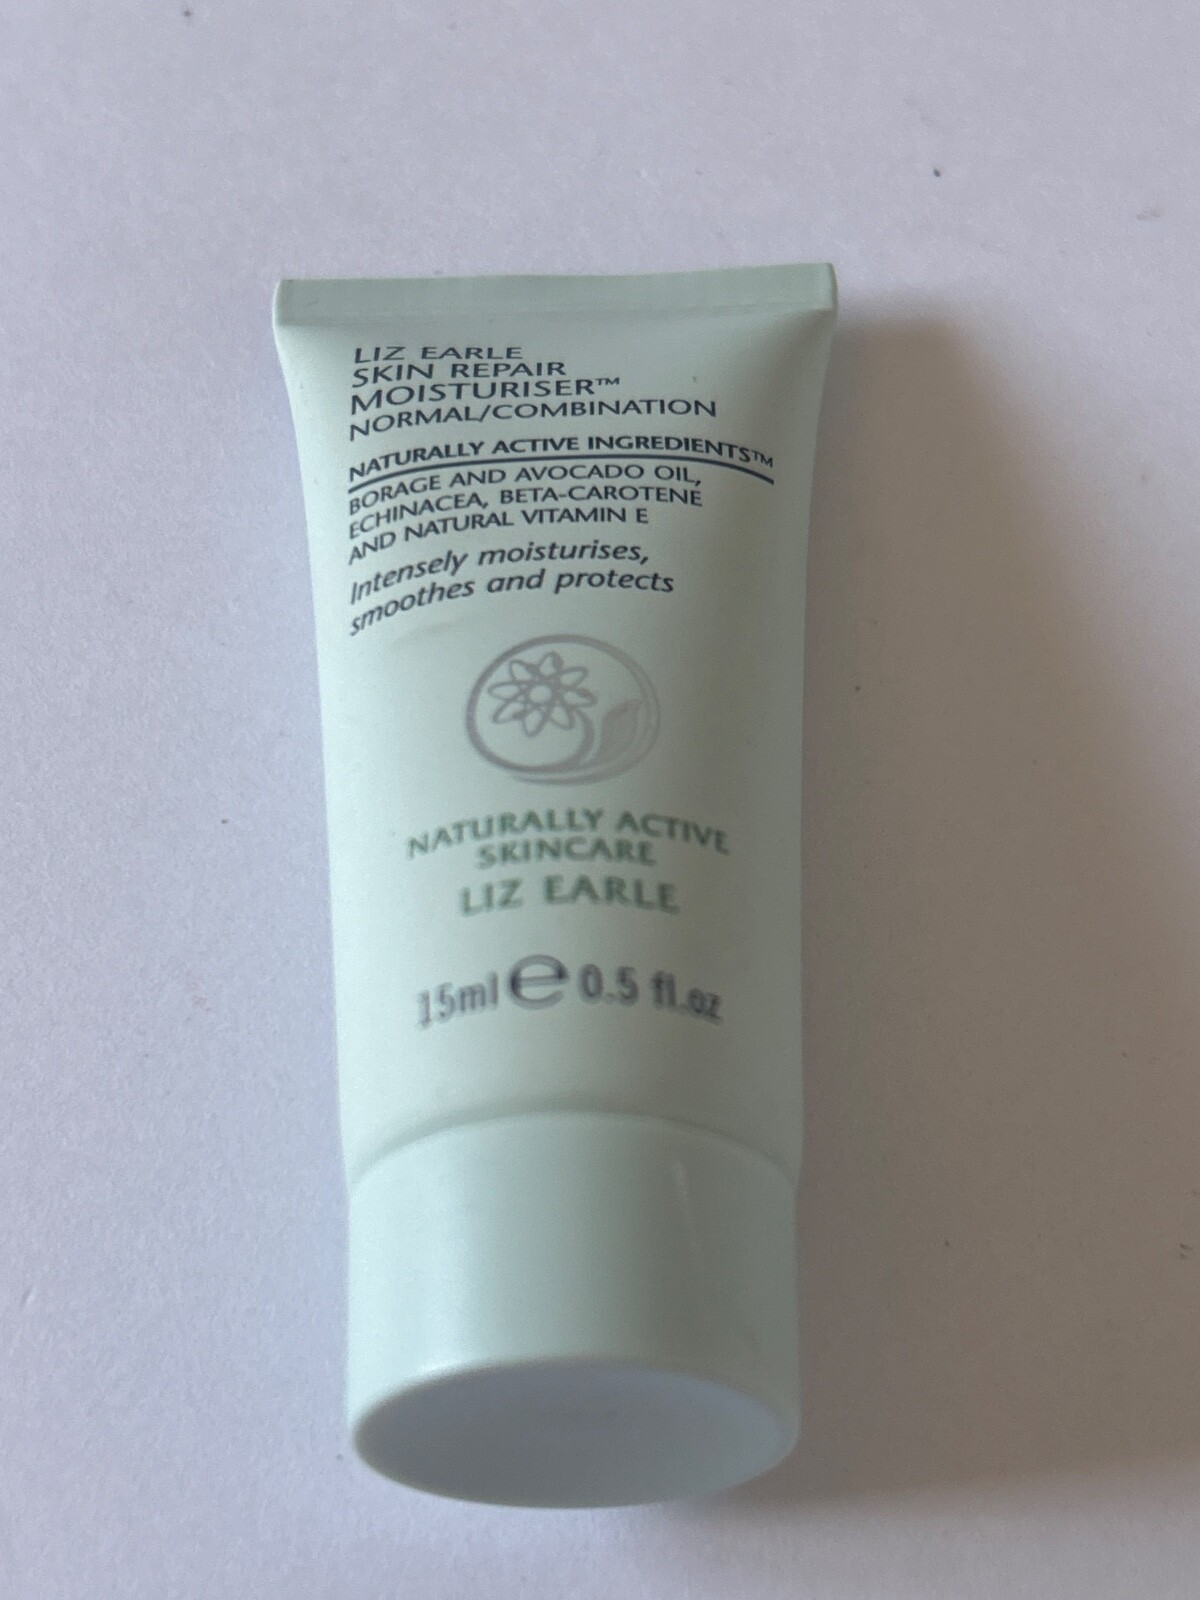 LIZ EARLE
SKIN REPAIR
MOISTURISER™
NORMAL/COMBINATION
NATURALLY ACTIVE INGREDIENTS™
BORAGE AND AVOCADO OIL,
ECHINACEA, BETA-CAROTENE
AND NATURAL VITAMIN E
Intensely moisturises,
smoothes and protects
NATURALLY ACTIVE
SKINCARE
LIZ EARLE
15ml e 0.5 fl.oz